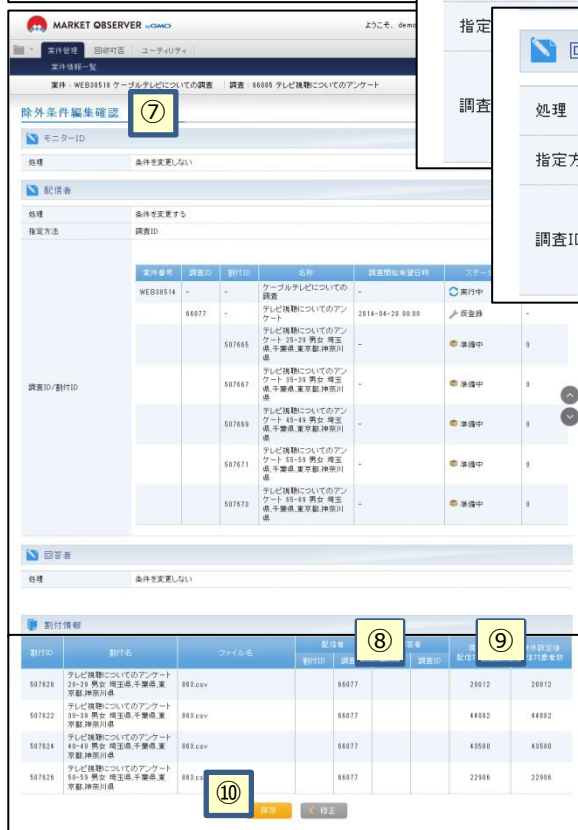 MARKET OBSERVER by GMO
ようこそ、demo
案件管理 回収可否 ユーティリティ
案件情報一覧
案件：WEB38518 ケーブルテレビについての調査 調査：66085 テレビ視聴についてのアンケート
除外条件編集確認
⑦
モニターID
処理 条件を変更しない
配信者
処理 条件を変更する
指定方法 調査ID
案件番号 調査ID 割付ID 名称 調査開始希望日時
WEB38514 - - ケーブルテレビについての調査 - 実行中
66077 - テレビ視聴についてのアンケート 2014-04-26 00:00 仮登録 -
507665 テレビ視聴についてのアンケート 25-29 男女 埼玉県,千葉県,東京都,神奈川県 - 準備中 0
507667 テレビ視聴についてのアンケート 35-39 男女 埼玉県,千葉県,東京都,神奈川県 - 準備中 0
調査ID/割付ID
507669 テレビ視聴についてのアンケート 45-49 男女 埼玉県,千葉県,東京都,神奈川県 - 準備中 0
507671 テレビ視聴についてのアンケート 55-59 男女 埼玉県,千葉県,東京都,神奈川県 - 準備中 0
507673 テレビ視聴についてのアンケート 65-69 男女 埼玉県,千葉県,東京都,神奈川県 - 準備中 0
回答者
処理 条件を変更しない
割付情報
⑧
⑨
割付ID 割付名 ファイル名 割付ID 調査ID
507620 テレビ視聴についてのアンケート 20-29 男女 埼玉県,千葉県,東京都,神奈川県 863.csv 66077 20012 20012
507622 テレビ視聴についてのアンケート 30-39 男女 埼玉県,千葉県,東京都,神奈川県 863.csv 66077 44882 44882
507624 テレビ視聴についてのアンケート 40-49 男女 埼玉県,千葉県,東京都,神奈川県 863.csv 66077 43580 43580
507626 テレビ視聴についてのアンケート 50-59 男女 埼玉県,千葉県,東京都,神奈川県 66077 22986 22986
⑩
保存 修正
指定
調査
処理
指定方
調査ID